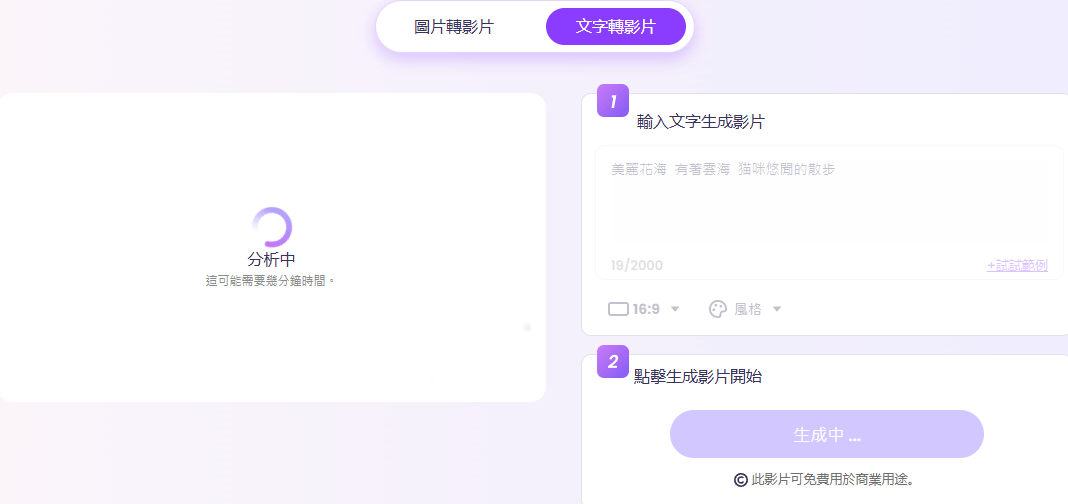 圖片轉影片
文字轉影片
分析中
這可能需要幾分鐘時間。
1
輸入文字生成影片
美麗花海 有著雲海 猫咪悠閒的散步
19/2000
+試試範例
16:9
風格
2
點擊生成影片開始
生成中 ...
© 此影片可免費用於商業用途。